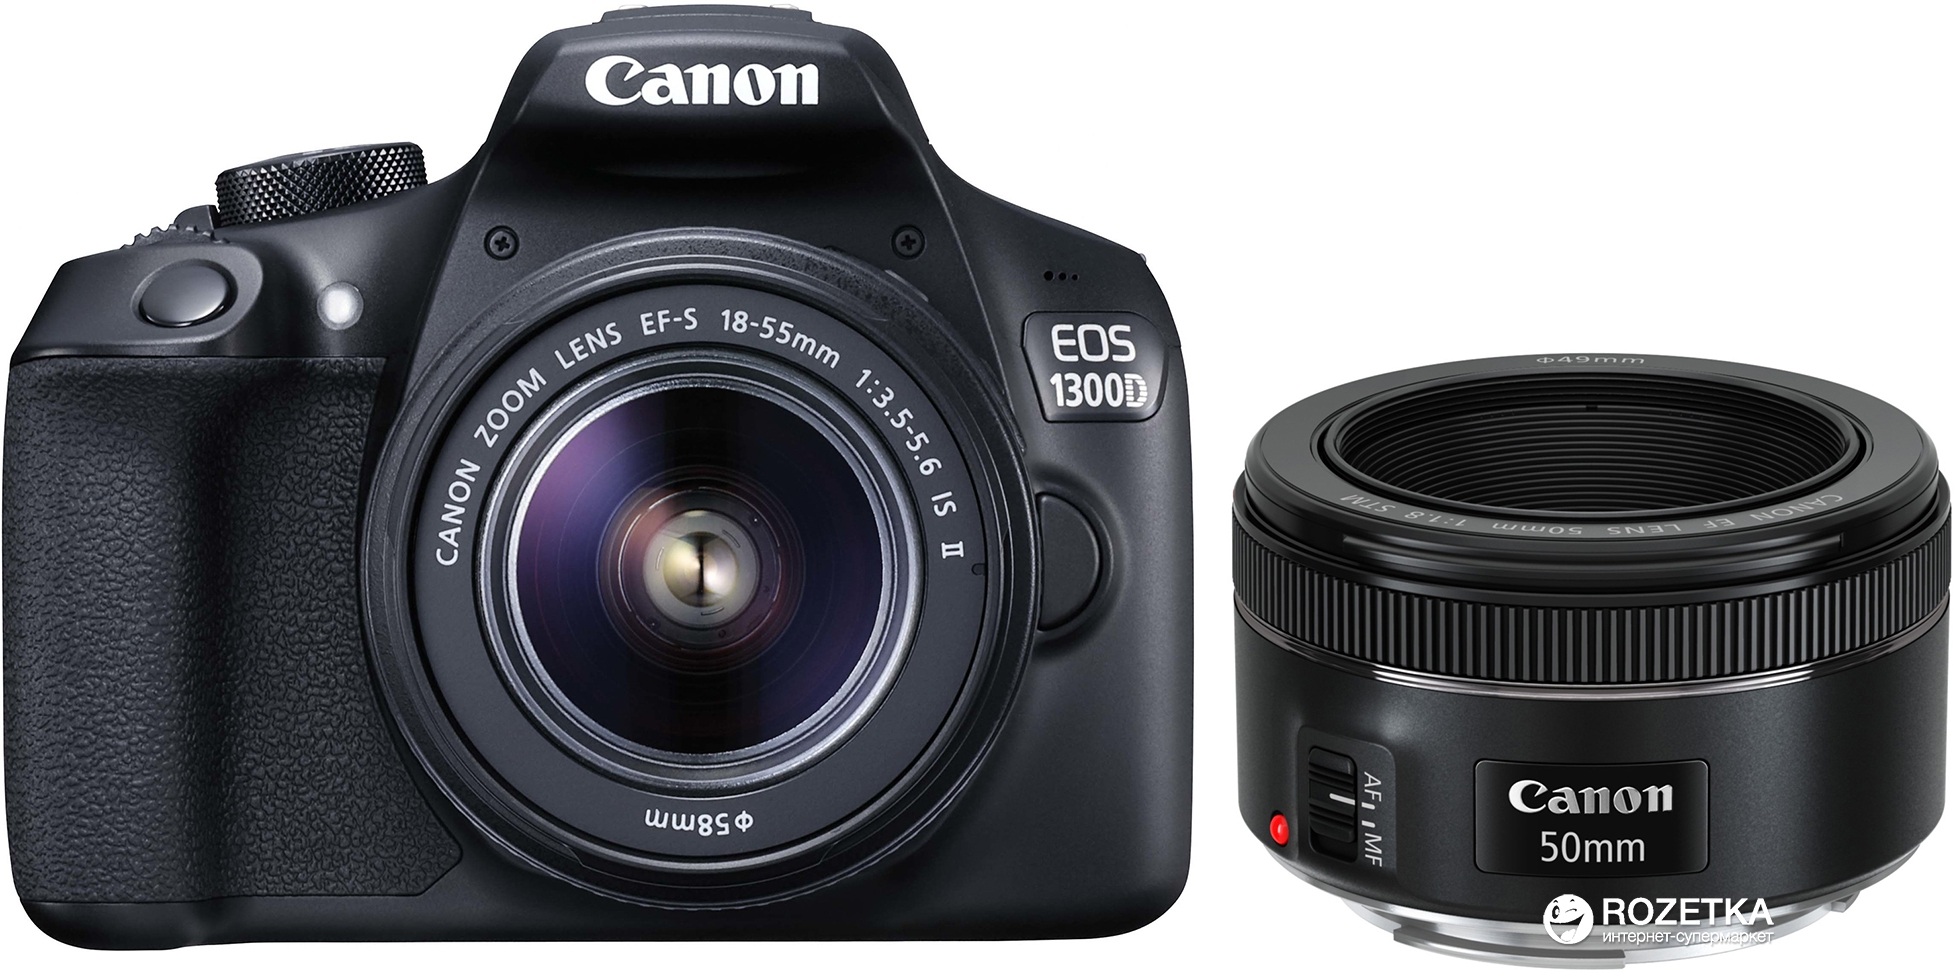 Canon
EOS
1300D
CANON ZOOM LENS EF-S 18-55mm 1:3.5-5.6 IS II
Φ58mm
Φ49mm
CANON EF LENS 50mm 1:1.8 STM
AF
MF
Canon
50mm
ROZETKA
интернет-супермаркет